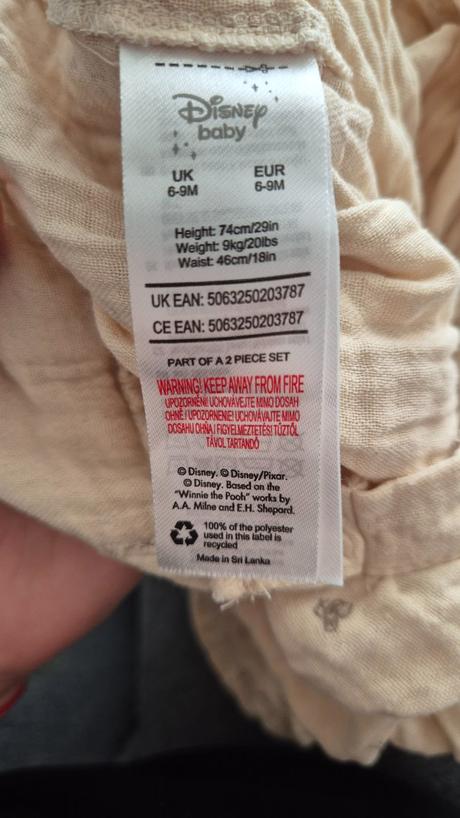 Disney
baby
UK EUR
6-9M 6-9M
Height: 74cm/29in
Weight: 9kg/20lbs
Waist: 46cm/18in
UK EAN: 5063250203787
CE EAN: 5063250203787
PART OF A 2 PIECE SET
WARNING! KEEP AWAY FROM FIRE
UPOZORNĚNÍ! UCHOVÁVEJTE MIMO DOSAH
OHNĚ! / UPOZORNENIE! UCHOVÁVAJTE MIMO
DOSAHU OHŇA! / FIGYELMEZTETÉS! TŰZTŐL
TÁVOL TARTANDÓ
© Disney. © Disney/Pixar.
© Disney. Based on the
"Winnie the Pooh" works by
A.A. Milne and E.H. Shepard.
100% of the polyester
used in this label is
recycled
Made in Sri Lanka